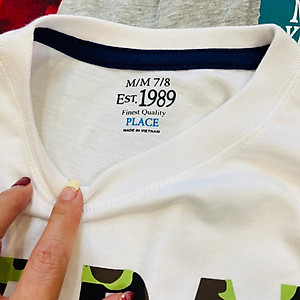 M/M 7/8
EST. 1989
Finest Quality
PLACE
MADE IN VIETNAM